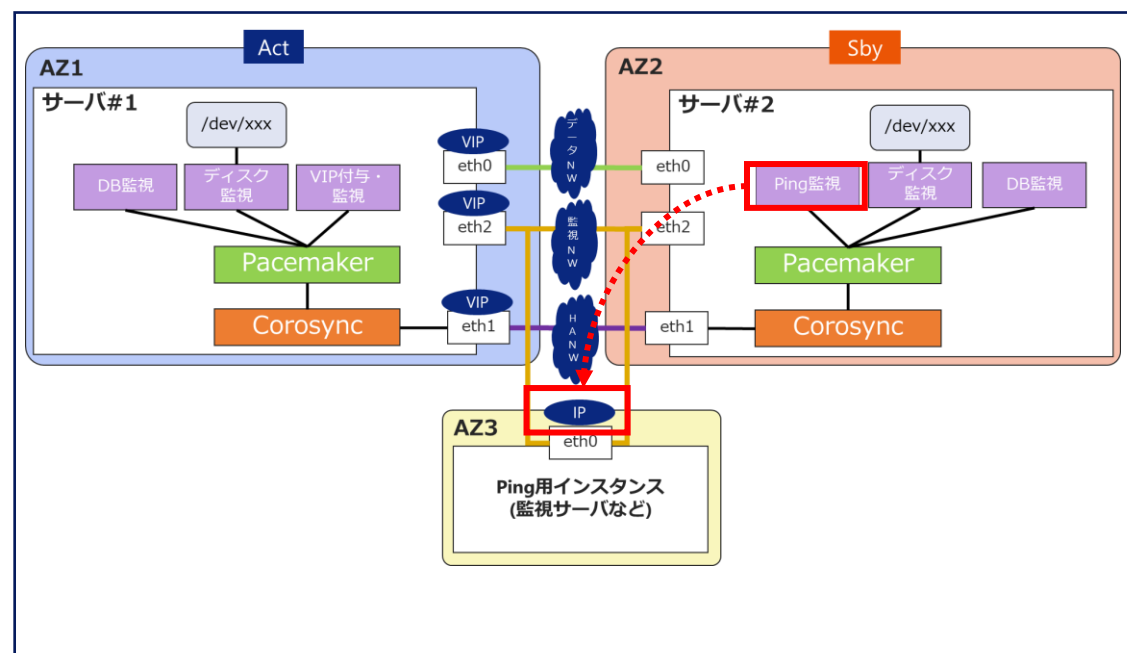 Act
Sby
AZ1
AZ2
サーバ#1
サーバ#2
/dev/xxx
/dev/xxx
DB監視
ディスク
監視
VIP付与・
監視
Ping監視
ディスク
監視
DB監視
VIP
eth0
データNW
eth0
VIP
eth2
監視NW
eth2
Pacemaker
Pacemaker
VIP
eth1
HANW
eth1
Corosync
Corosync
AZ3
IP
eth0
Ping用インスタンス
(監視サーバなど)